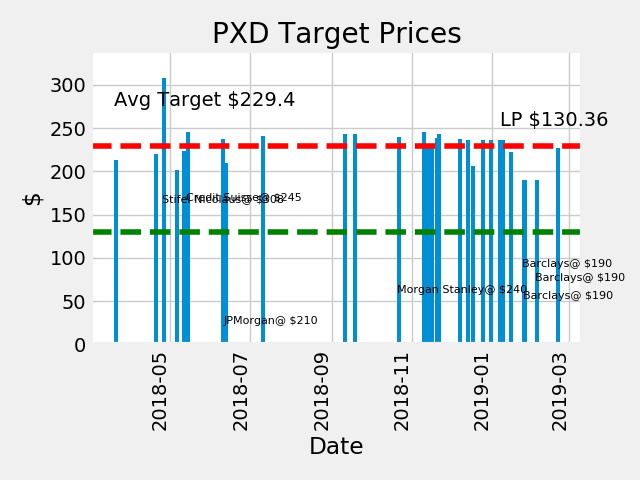 PXD Target Prices
300
250
200
150
100
50
0
$
Avg Target $229.4
LP $130.36
Stifel Nicolaus@ $308
Credit Suisse@ $245
Barclays@ $190
Barclays@ $190
Morgan Stanley@ $240
Barclays@ $190
JPMorgan@ $210
2018-05
2018-07
2018-09
2018-11
2019-01
2019-03
Date